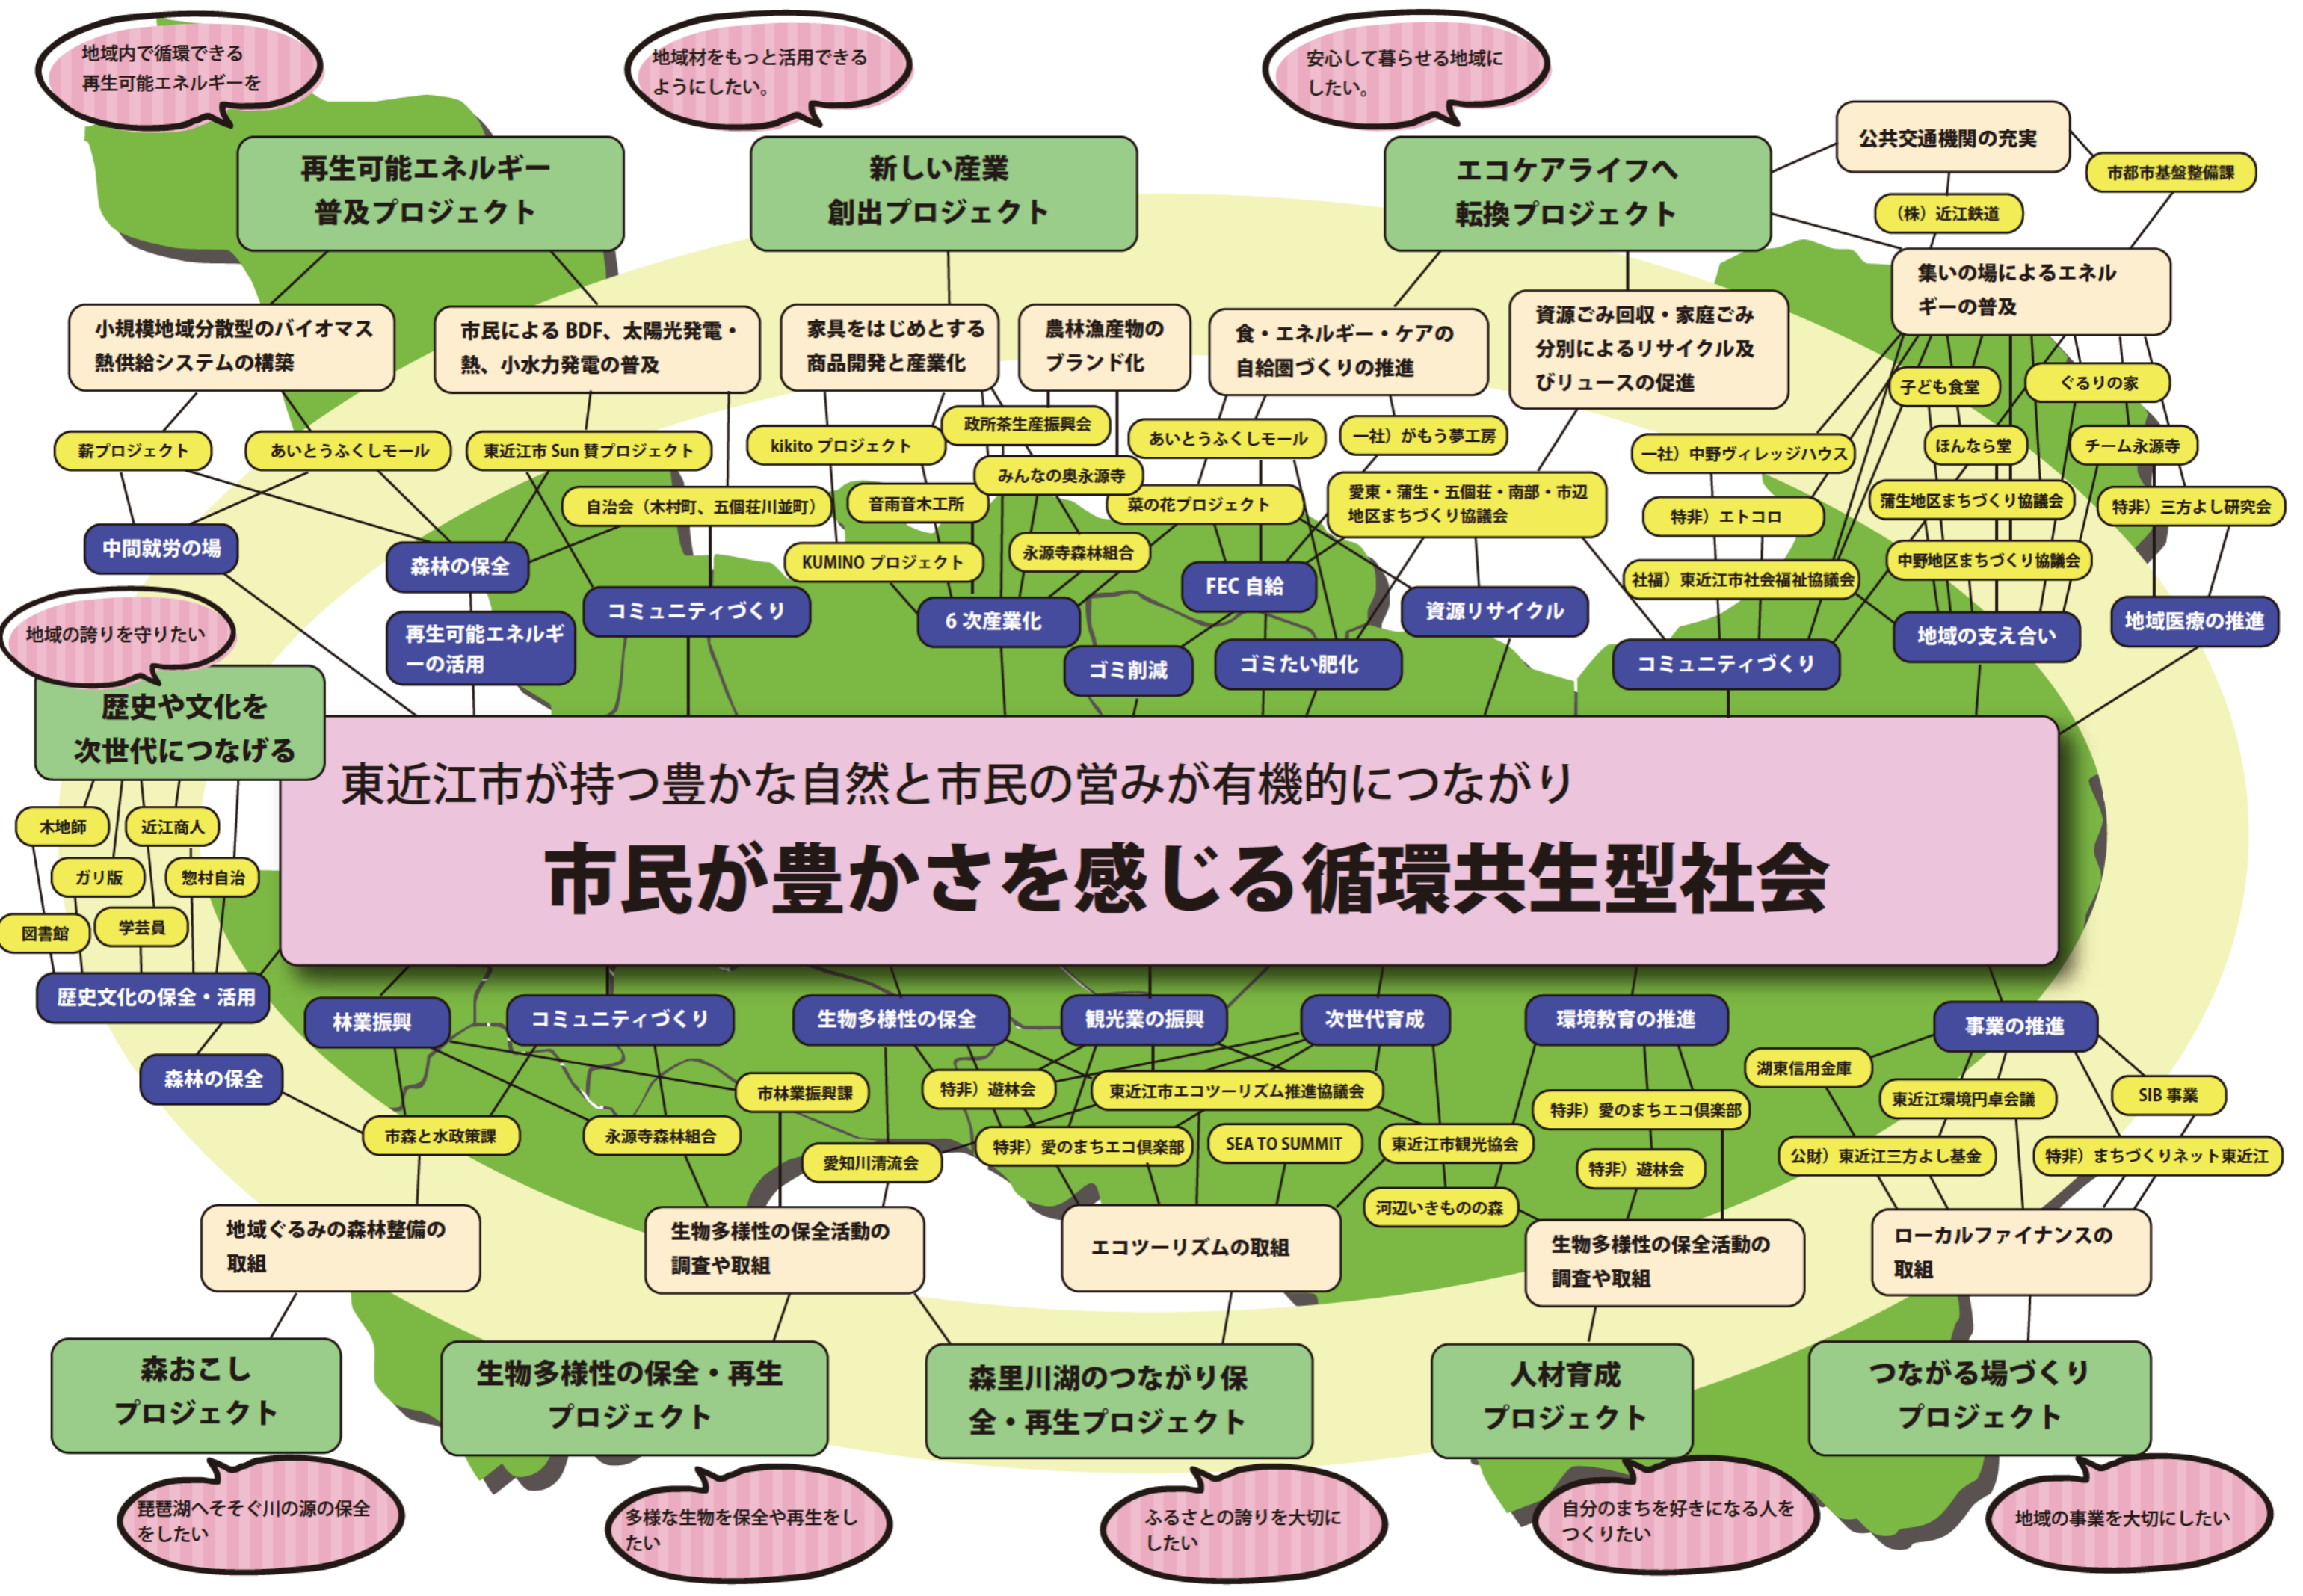 地域内で循環できる
再生可能エネルギーを
地域材をもっと活用できる
ようにしたい。
安心して暮らせる地域に
したい。
再生可能エネルギー
普及プロジェクト
新しい産業
創出プロジェクト
エコケアライフへ
転換プロジェクト
公共交通機関の充実
市都市基盤整備課
（株）近江鉄道
集いの場によるエネル
ギーの普及
小規模地域分散型のバイオマス
熱供給システムの構築
市民による BDF、太陽光発電・
熱、小水力発電の普及
家具をはじめとする
商品開発と産業化
農林漁産物の
ブランド化
食・エネルギー・ケアの
自給圏づくりの推進
資源ごみ回収・家庭ごみ
分別によるリサイクル及
びリュースの促進
子ども食堂
ぐるりの家
薪プロジェクト
あいとうふくしモール
東近江市 Sun 賛プロジェクト
kikito プロジェクト
政所茶生産振興会
あいとうふくしモール
一社）がもう夢工房
一社）中野ヴィレッジハウス
ほんなら堂
チーム永源寺
みんなの奥永源寺
自治会（木村町、五個荘川並町）
音雨音木工所
菜の花プロジェクト
愛東・蒲生・五個荘・南部・市辺
地区まちづくり協議会
特非）エトコロ
蒲生地区まちづくり協議会
特非）三方よし研究会
中間就労の場
森林の保全
KUMINO プロジェクト
永源寺森林組合
FEC 自給
社福）東近江市社会福祉協議会
中野地区まちづくり協議会
コミュニティづくり
6 次産業化
資源リサイクル
地域の支え合い
地域医療の推進
地域の誇りを守りたい
再生可能エネルギ
ーの活用
ゴミ削減
ゴミたい肥化
コミュニティづくり
歴史や文化を
次世代につなげる
東近江市が持つ豊かな自然と市民の営みが有機的につながり
市民が豊かさを感じる循環共生型社会
木地師
近江商人
ガリ版
惣村自治
図書館
学芸員
歴史文化の保全・活用
林業振興
コミュニティづくり
生物多様性の保全
観光業の振興
次世代育成
環境教育の推進
事業の推進
森林の保全
湖東信用金庫
市林業振興課
特非）遊林会
東近江市エコツーリズム推進協議会
特非）愛のまちエコ倶楽部
東近江環境円卓会議
SIB 事業
市森と水政策課
永源寺森林組合
愛知川清流会
特非）愛のまちエコ倶楽部
SEA TO SUMMIT
東近江市観光協会
特非）遊林会
公財）東近江三方よし基金
特非）まちづくりネット東近江
河辺いきものの森
地域ぐるみの森林整備の
取組
生物多様性の保全活動の
調査や取組
エコツーリズムの取組
生物多様性の保全活動の
調査や取組
ローカルファイナンスの
取組
森おこし
プロジェクト
生物多様性の保全・再生
プロジェクト
森里川湖のつながり保
全・再生プロジェクト
人材育成
プロジェクト
つながる場づくり
プロジェクト
琵琶湖へそそぐ川の源の保全
をしたい
多様な生物を保全や再生をし
たい
ふるさとの誇りを大切に
したい
自分のまちを好きになる人を
つくりたい
地域の事業を大切にしたい